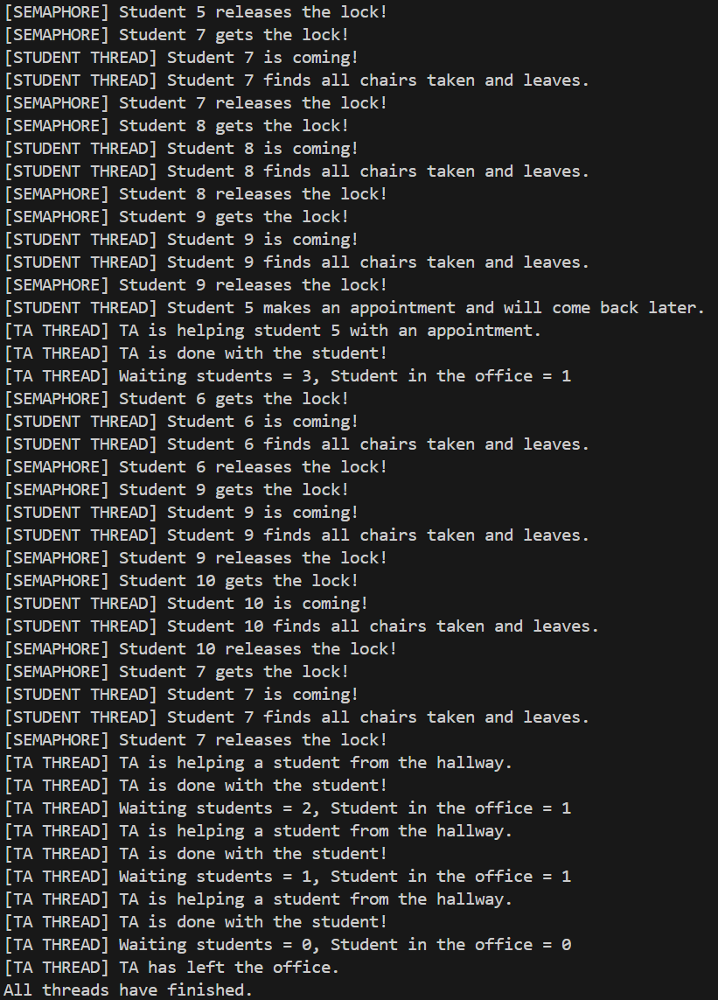 [SEMAPHORE] Student 5 releases the lock!
[SEMAPHORE] Student 7 gets the lock!
[STUDENT THREAD] Student 7 is coming!
[STUDENT THREAD] Student 7 finds all chairs taken and leaves.
[SEMAPHORE] Student 7 releases the lock!
[SEMAPHORE] Student 8 gets the lock!
[STUDENT THREAD] Student 8 is coming!
[STUDENT THREAD] Student 8 finds all chairs taken and leaves.
[SEMAPHORE] Student 8 releases the lock!
[SEMAPHORE] Student 9 gets the lock!
[STUDENT THREAD] Student 9 is coming!
[STUDENT THREAD] Student 9 finds all chairs taken and leaves.
[SEMAPHORE] Student 9 releases the lock!
[STUDENT THREAD] Student 5 makes an appointment and will come back later.
[TA THREAD] TA is helping student 5 with an appointment.
[TA THREAD] TA is done with the student!
[TA THREAD] Waiting students = 3, Student in the office = 1
[SEMAPHORE] Student 6 gets the lock!
[STUDENT THREAD] Student 6 is coming!
[STUDENT THREAD] Student 6 finds all chairs taken and leaves.
[SEMAPHORE] Student 6 releases the lock!
[SEMAPHORE] Student 9 gets the lock!
[STUDENT THREAD] Student 9 is coming!
[STUDENT THREAD] Student 9 finds all chairs taken and leaves.
[SEMAPHORE] Student 9 releases the lock!
[SEMAPHORE] Student 10 gets the lock!
[STUDENT THREAD] Student 10 is coming!
[STUDENT THREAD] Student 10 finds all chairs taken and leaves.
[SEMAPHORE] Student 10 releases the lock!
[SEMAPHORE] Student 7 gets the lock!
[STUDENT THREAD] Student 7 is coming!
[STUDENT THREAD] Student 7 finds all chairs taken and leaves.
[SEMAPHORE] Student 7 releases the lock!
[TA THREAD] TA is helping a student from the hallway.
[TA THREAD] TA is done with the student!
[TA THREAD] Waiting students = 2, Student in the office = 1
[TA THREAD] TA is helping a student from the hallway.
[TA THREAD] TA is done with the student!
[TA THREAD] Waiting students = 1, Student in the office = 1
[TA THREAD] TA is helping a student from the hallway.
[TA THREAD] TA is done with the student!
[TA THREAD] Waiting students = 0, Student in the office = 0
[TA THREAD] TA has left the office.
All threads have finished.